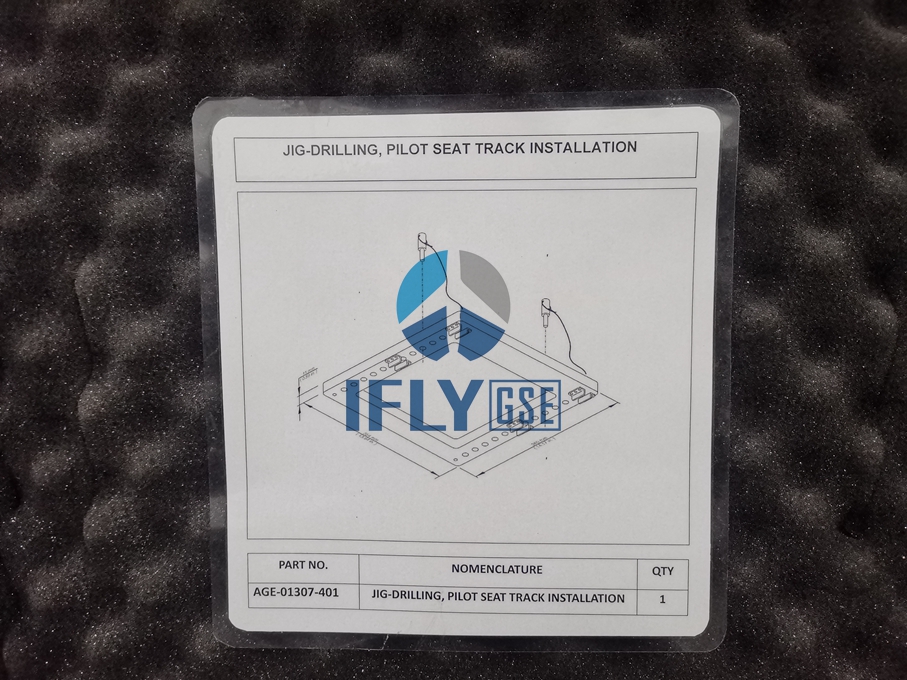 JIG-DRILLING, PILOT SEAT TRACK INSTALLATION
IFLY GSE
PART NO. NOMENCLATURE QTY
AGE-01307-401 JIG-DRILLING, PILOT SEAT TRACK INSTALLATION 1